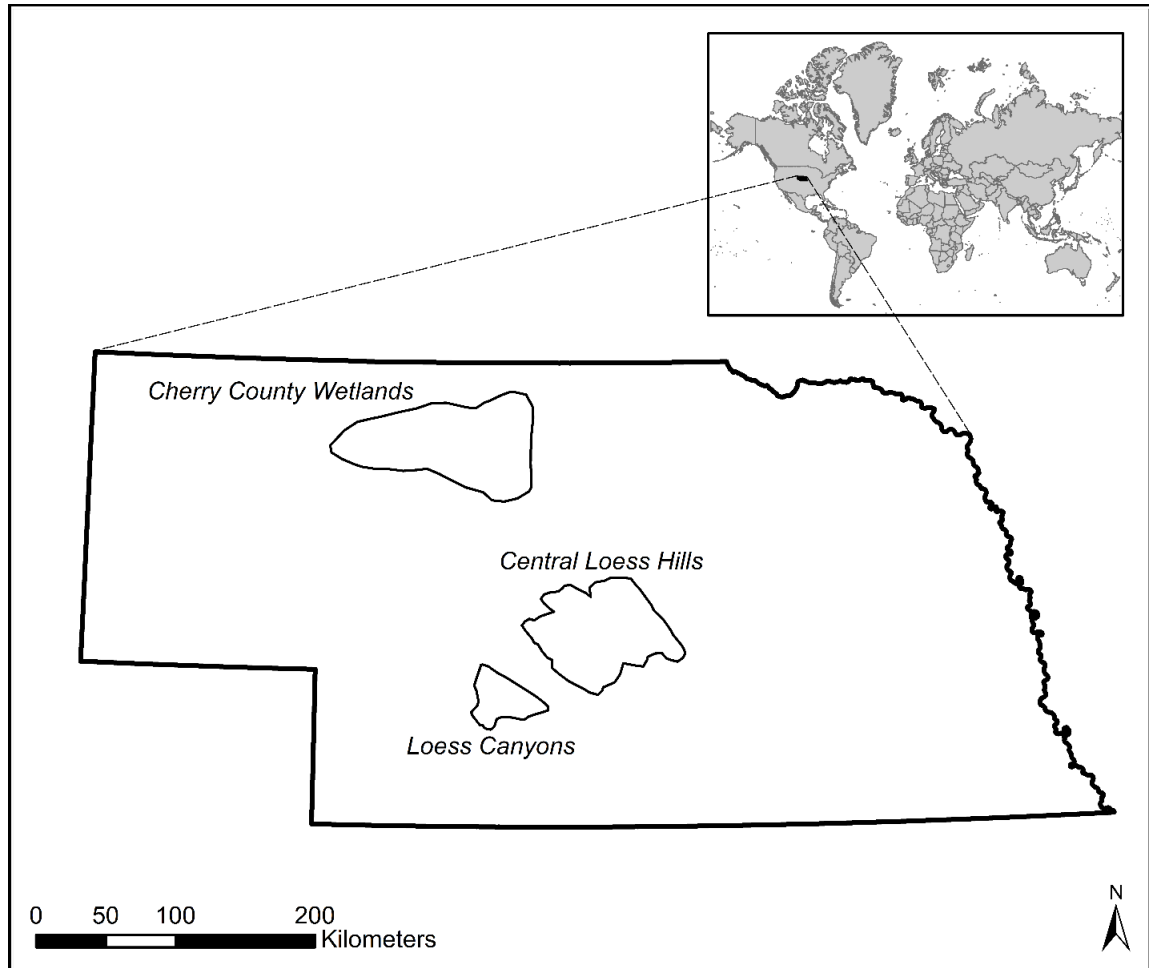 Cherry County Wetlands
Central Loess Hills
Loess Canyons
N
0 50 100 200
Kilometers